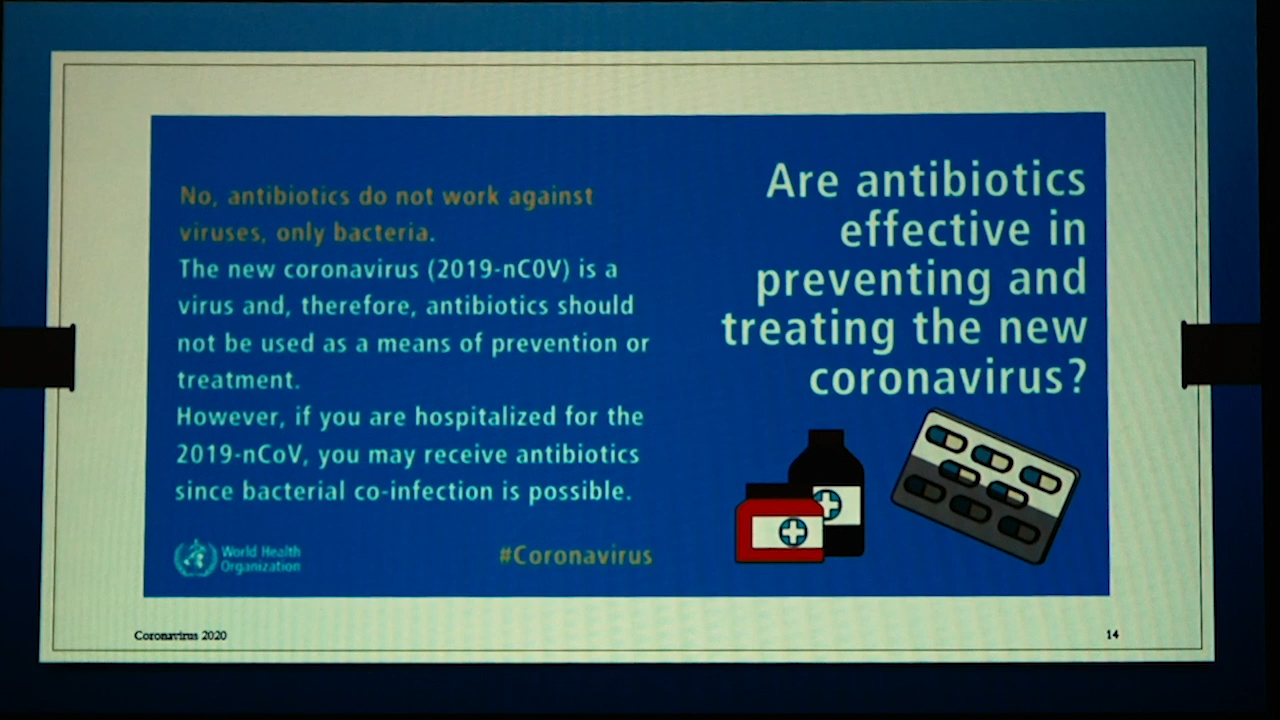 No, antibiotics do not work against
viruses, only bacteria.
The new coronavirus (2019-nC0V) is a
virus and, therefore, antibiotics should
not be used as a means of prevention or
treatment.
However, if you are hospitalized for the
2019-nCoV, you may receive antibiotics
since bacterial co-infection is possible.
World Health
Organization
#Coronavirus
Are antibiotics
effective in
preventing and
treating the new
coronavirus?
Coronavirus 2020
14